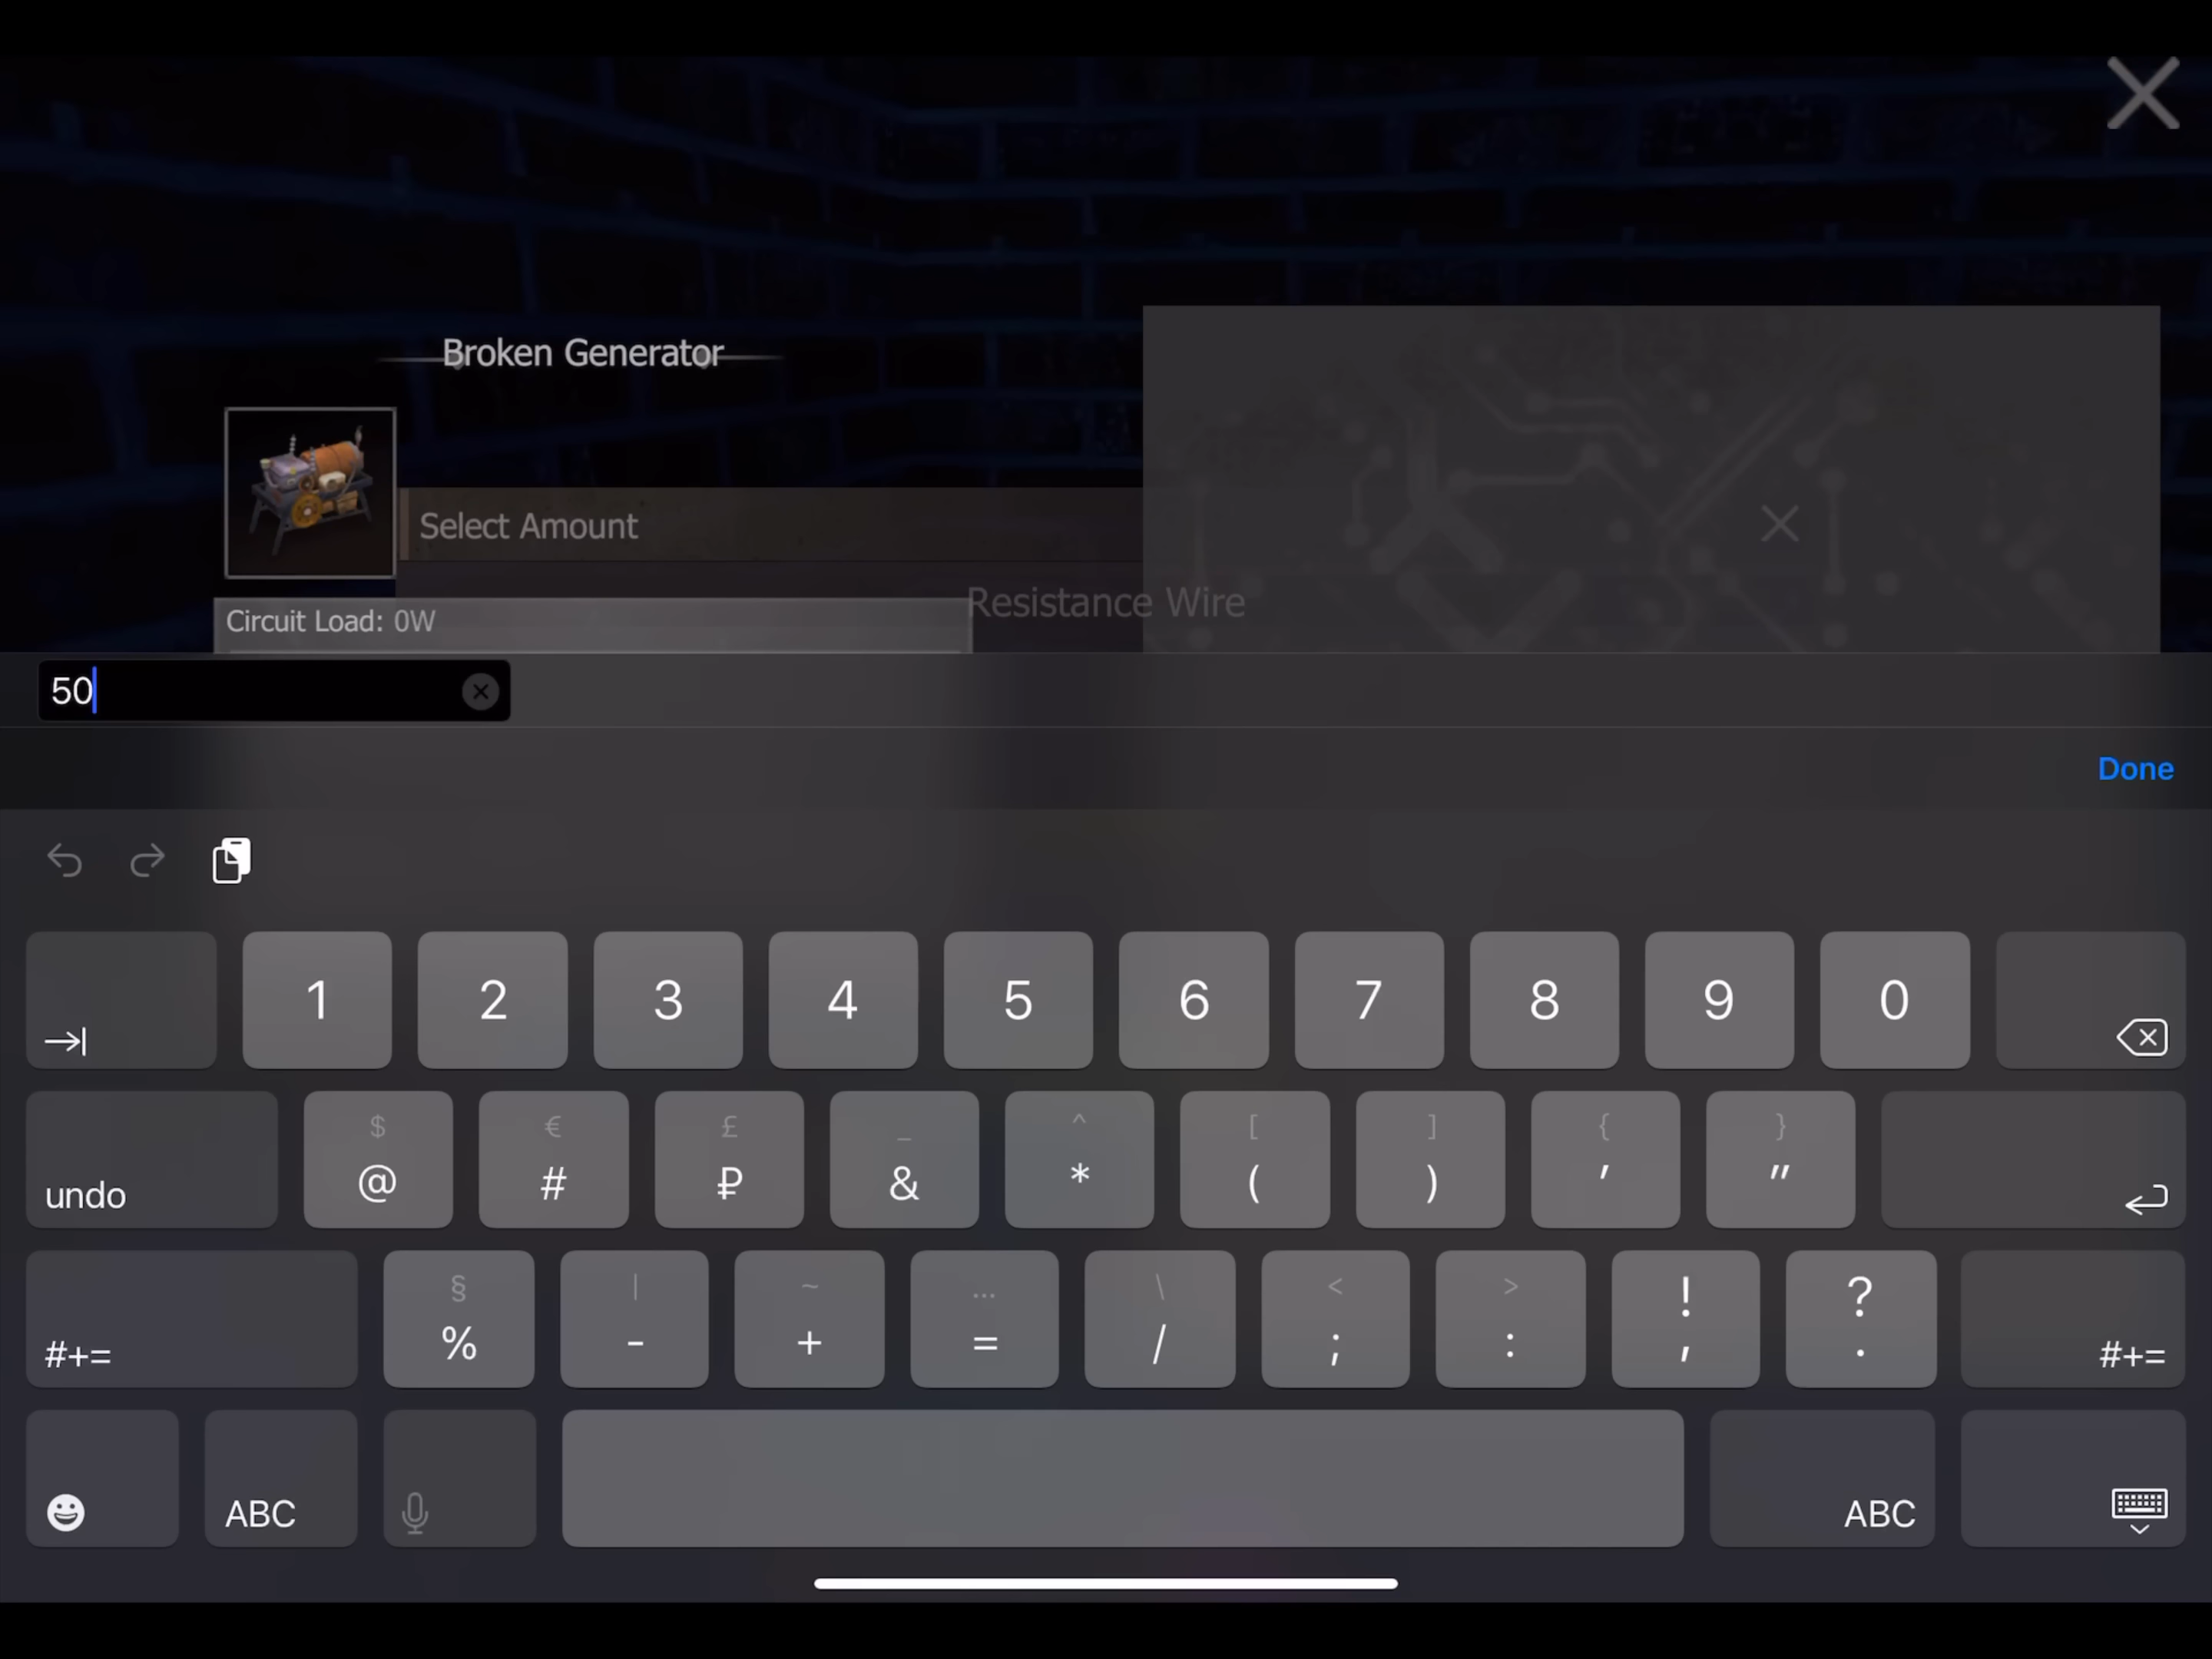 Broken Generator
Select Amount
Resistance Wire
Circuit Load: 0W
50
Done
1 2 3 4 5 6 7 8 9 0
$ € £ _ ^ [ ] { }
undo @ # ₽ & * ( ) ' "
§ | ~ … \ < > ! ?
#+= % - + = / ; : , . #+=
ABC ABC